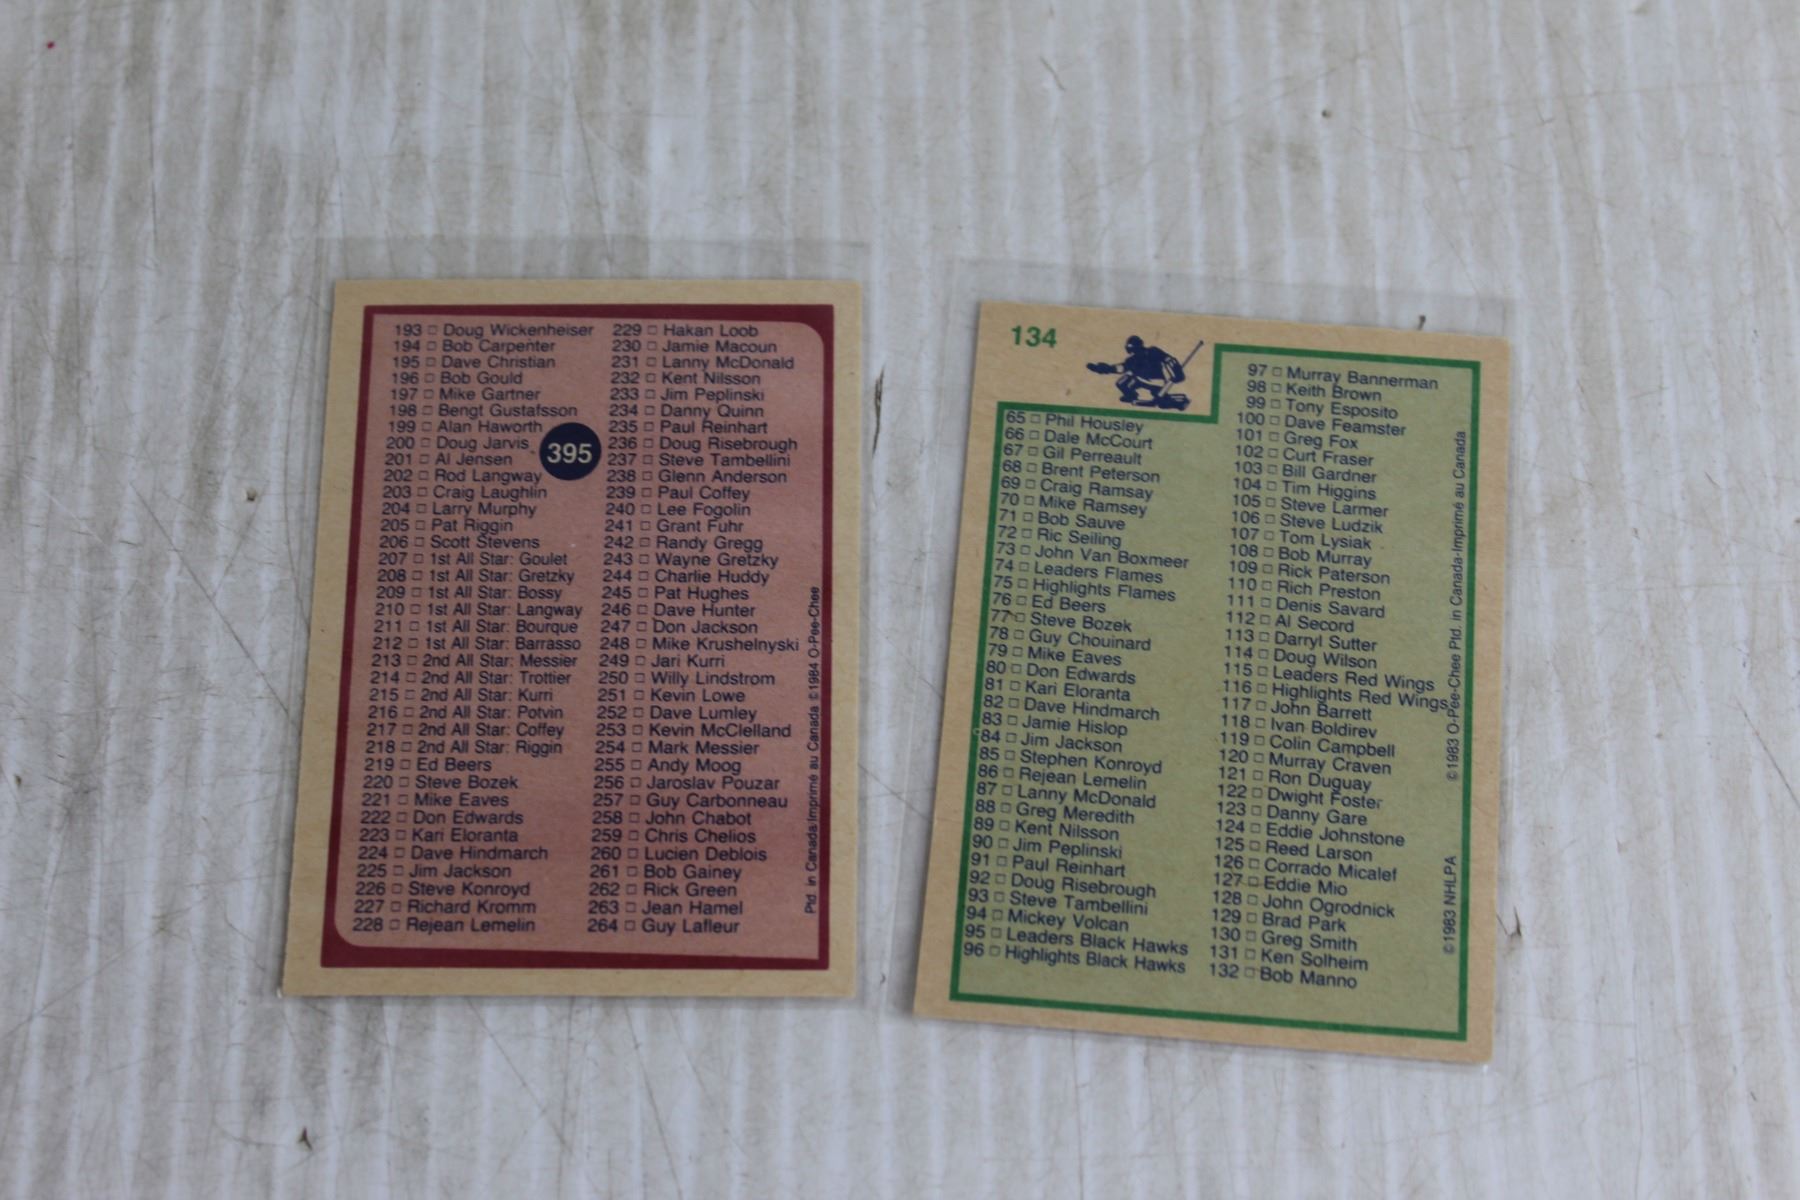 193 □ Doug Wickenheiser
194 □ Bob Carpenter
195 □ Dave Christian
196 □ Bob Gould
197 □ Mike Gartner
198 □ Bengt Gustafsson
199 □ Alan Haworth
200 □ Doug Jarvis
201 □ Al Jensen
202 □ Rod Langway
203 □ Craig Laughlin
204 □ Larry Murphy
205 □ Pat Riggin
206 □ Scott Stevens
207 □ 1st All Star: Goulet
208 □ 1st All Star: Gretzky
209 □ 1st All Star: Bossy
210 □ 1st All Star: Langway
211 □ 1st All Star: Bourque
212 □ 1st All Star: Barrasso
213 □ 2nd All Star: Messier
214 □ 2nd All Star: Trottier
215 □ 2nd All Star: Kurri
216 □ 2nd All Star: Potvin
217 □ 2nd All Star: Coffey
218 □ 2nd All Star: Riggin
219 □ Ed Beers
220 □ Steve Bozek
221 □ Mike Eaves
222 □ Don Edwards
223 □ Kari Eloranta
224 □ Dave Hindmarch
225 □ Jim Jackson
226 □ Steve Konroyd
227 □ Richard Kromm
228 □ Rejean Lemelin
395
229 □ Hakan Loob
230 □ Jamie Macoun
231 □ Lanny McDonald
232 □ Kent Nilsson
233 □ Jim Peplinski
234 □ Danny Quinn
235 □ Paul Reinhart
236 □ Doug Risebrough
237 □ Steve Tambellini
238 □ Glenn Anderson
239 □ Paul Coffey
240 □ Lee Fogolin
241 □ Grant Fuhr
242 □ Randy Gregg
243 □ Wayne Gretzky
244 □ Charlie Huddy
245 □ Pat Hughes
246 □ Dave Hunter
247 □ Don Jackson
248 □ Mike Krushelnyski
249 □ Jari Kurri
250 □ Willy Lindstrom
251 □ Kevin Lowe
252 □ Dave Lumley
253 □ Kevin McClelland
254 □ Mark Messier
255 □ Andy Moog
256 □ Jaroslav Pouzar
257 □ Guy Carbonneau
258 □ John Chabot
259 □ Chris Chelios
260 □ Lucien Deblois
261 □ Bob Gainey
262 □ Rick Green
263 □ Jean Hamel
264 □ Guy Lafleur
Ptd. in Canada/Imprimé au Canada © 1984 O-Pee-Chee
134
65 □ Phil Housley
66 □ Dale McCourt
67 □ Gil Perreault
68 □ Brent Peterson
69 □ Craig Ramsay
70 □ Mike Ramsey
71 □ Bob Sauve
72 □ Ric Seiling
73 □ John Van Boxmeer
74 □ Leaders Flames
75 □ Highlights Flames
76 □ Ed Beers
77 □ Steve Bozek
78 □ Guy Chouinard
79 □ Mike Eaves
80 □ Don Edwards
81 □ Kari Eloranta
82 □ Dave Hindmarch
83 □ Jamie Hislop
84 □ Jim Jackson
85 □ Stephen Konroyd
86 □ Rejean Lemelin
87 □ Lanny McDonald
88 □ Greg Meredith
89 □ Kent Nilsson
90 □ Jim Peplinski
91 □ Paul Reinhart
92 □ Doug Risebrough
93 □ Steve Tambellini
94 □ Mickey Volcan
95 □ Leaders Black Hawks
96 □ Highlights Black Hawks
97 □ Murray Bannerman
98 □ Keith Brown
99 □ Tony Esposito
100 □ Dave Feamster
101 □ Greg Fox
102 □ Curt Fraser
103 □ Bill Gardner
104 □ Tim Higgins
105 □ Steve Larmer
106 □ Steve Ludzik
107 □ Tom Lysiak
108 □ Bob Murray
109 □ Rick Paterson
110 □ Rich Preston
111 □ Denis Savard
112 □ Al Secord
113 □ Darryl Sutter
114 □ Doug Wilson
115 □ Leaders Red Wings
116 □ Highlights Red Wings
117 □ John Barrett
118 □ Ivan Boldirev
119 □ Colin Campbell
120 □ Murray Craven
121 □ Ron Duguay
122 □ Dwight Foster
123 □ Danny Gare
124 □ Eddie Johnstone
125 □ Reed Larson
126 □ Corrado Micalef
127 □ Eddie Mio
128 □ John Ogrodnick
129 □ Brad Park
130 □ Greg Smith
131 □ Ken Solheim
132 □ Bob Manno
© 1983 NHLPA
© 1983 O-Pee-Chee Ptd. in Canada-Imprimé au Canada